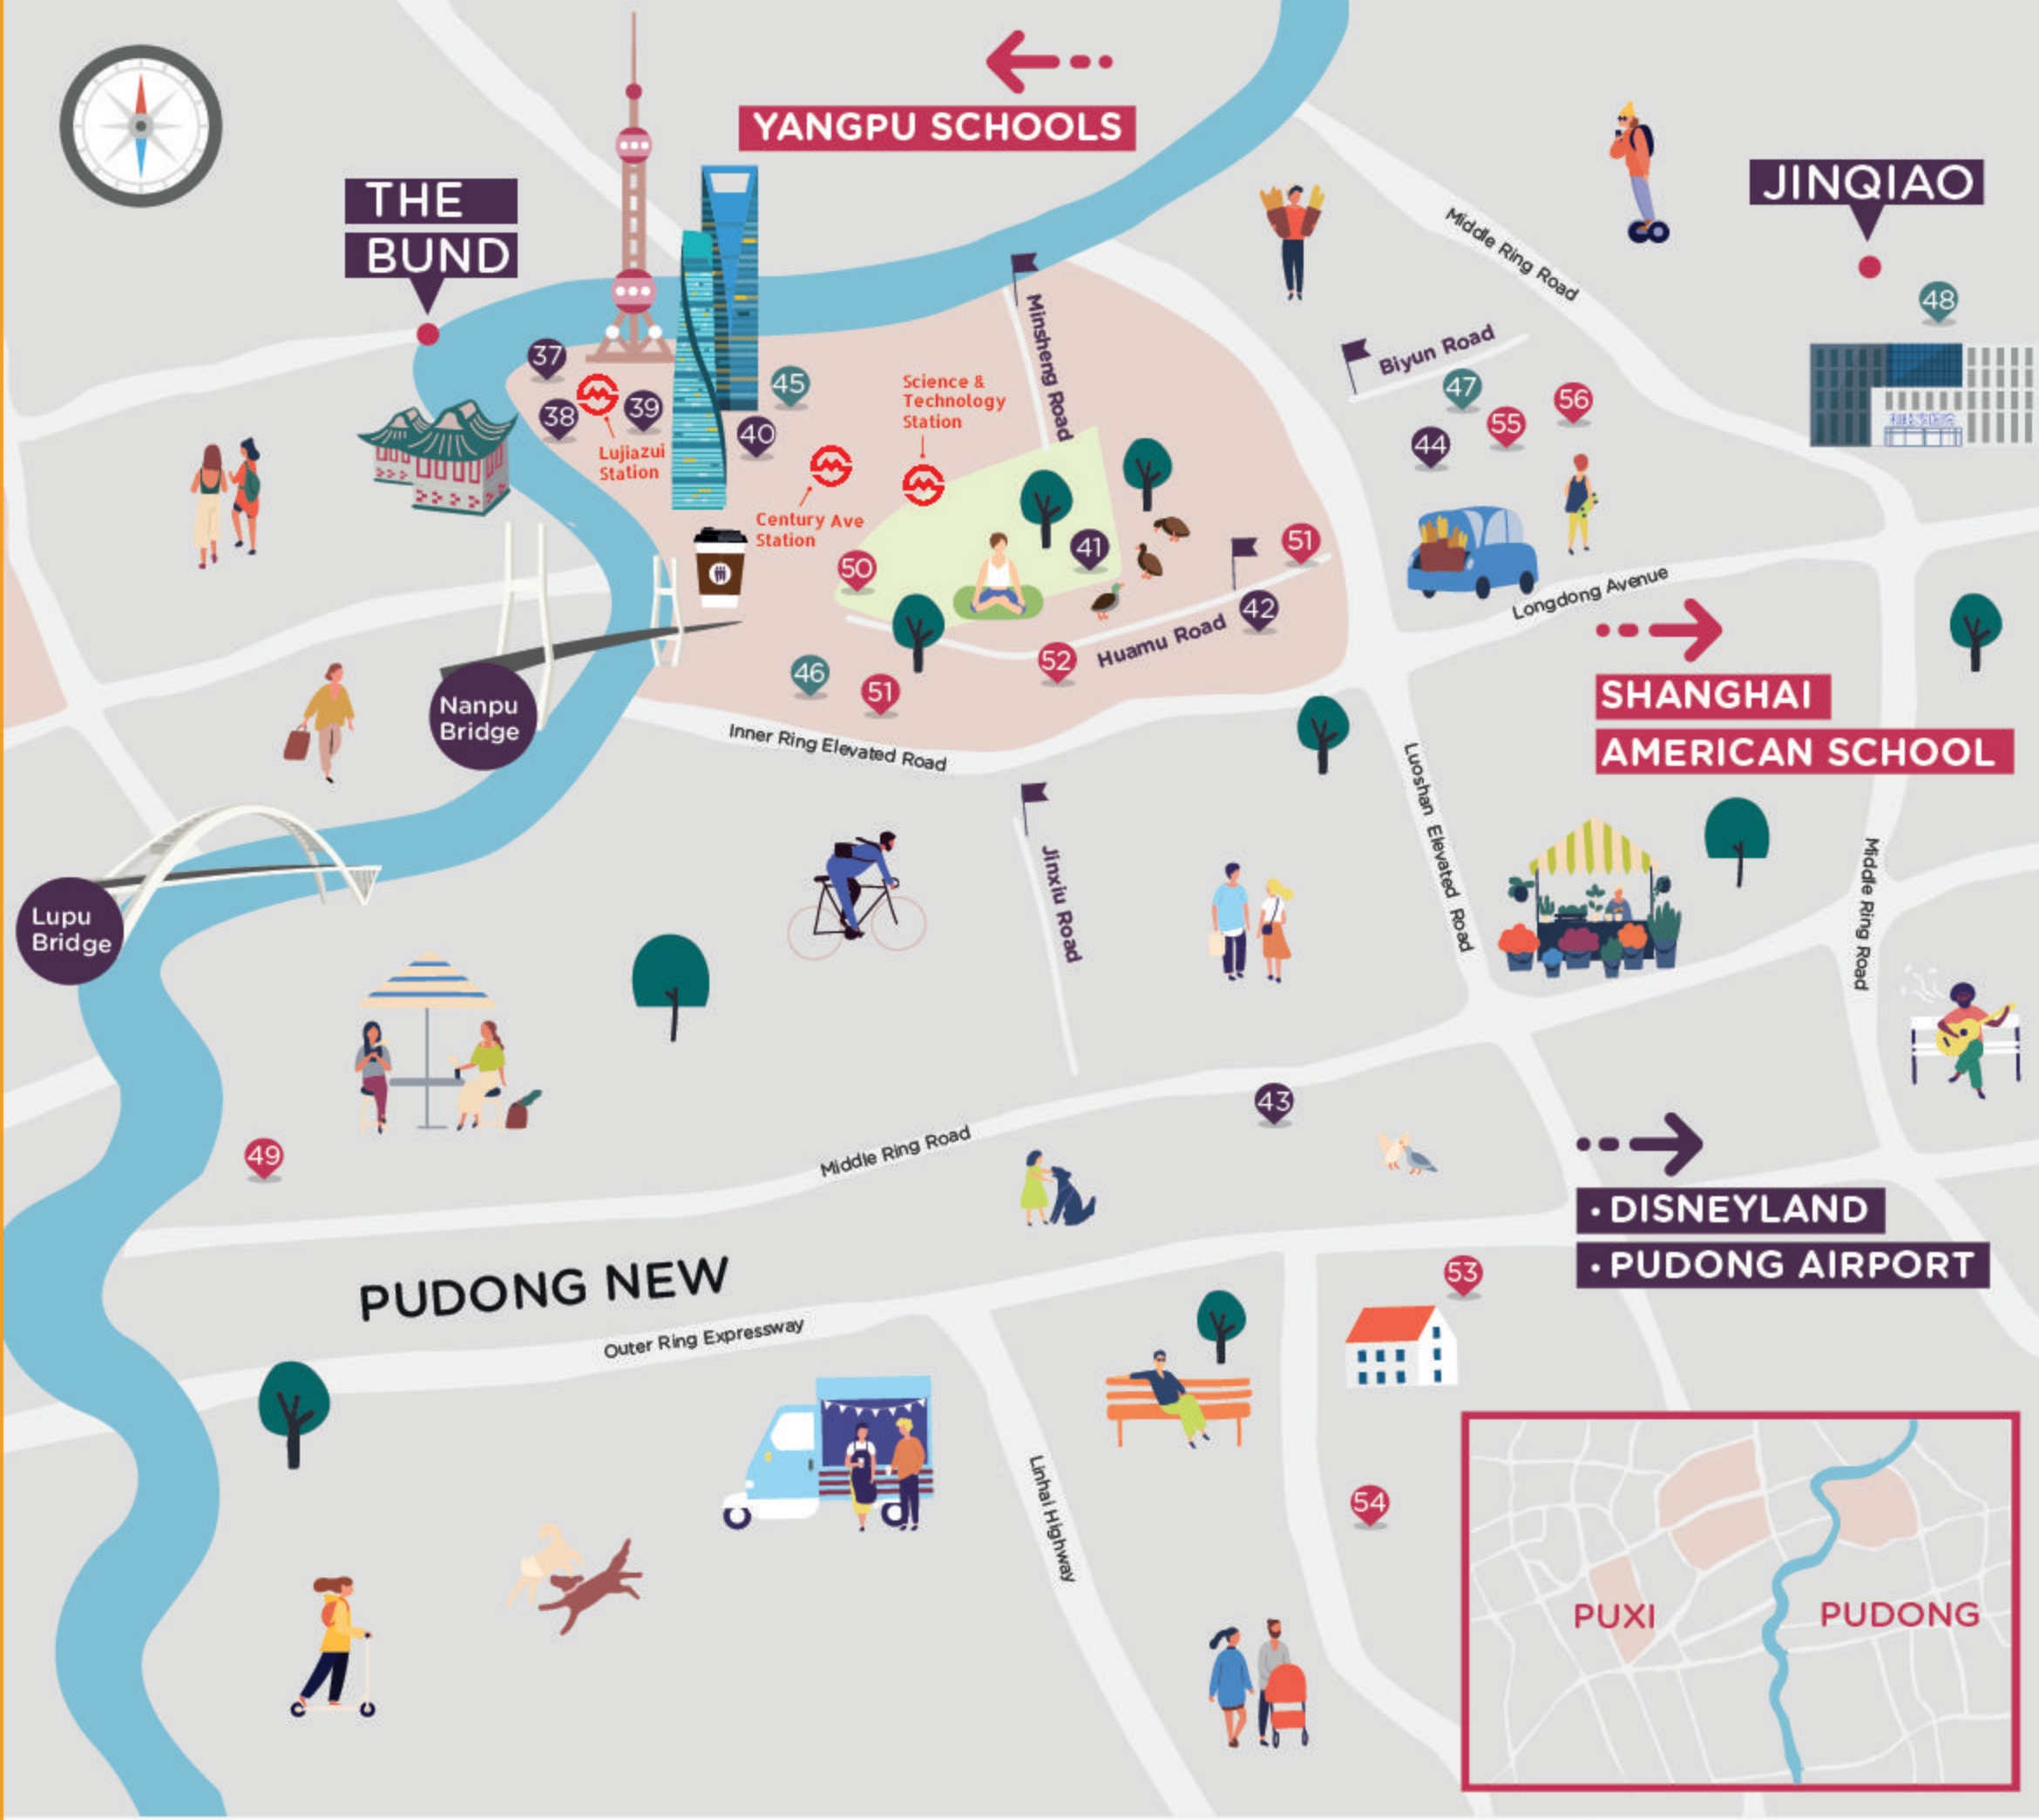 YANGPU SCHOOLS
THE
BUND
JINQIAO
Middle Ring Road
48
Minsheng Road
Biyun Road
37
38
39
40
45
Lujiazui
Station
Science &
Technology
Station
Century Ave
Station
47
56
55
44
41
50
51
42
Huamu Road
52
46
51
Longdong Avenue
SHANGHAI
AMERICAN SCHOOL
Nanpu
Bridge
Inner Ring Elevated Road
Luoshan Elevated Road
Lupu
Bridge
Jinxiu Road
Middle Ring Road
43
49
Middle Ring Road
• DISNEYLAND
• PUDONG AIRPORT
PUDONG NEW
Outer Ring Expressway
53
Linhai Highway
54
PUXI
PUDONG